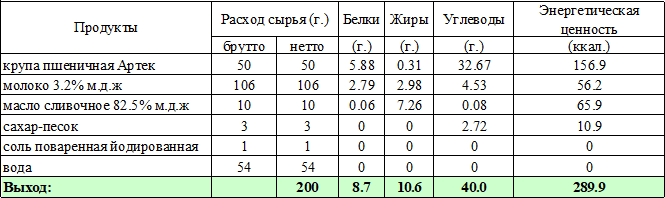 Продукты Расход сырья (г.) Белки Жиры Углеводы Энергетическая ценность
брутто нетто (г.) (г.) (г.) (ккал.)
крупа пшеничная Артек 50 50 5.88 0.31 32.67 156.9
молоко 3.2% м.д.ж 106 106 2.79 2.98 4.53 56.2
масло сливочное 82.5% м.д.ж 10 10 0.06 7.26 0.08 65.9
сахар-песок 3 3 0 0 2.72 10.9
соль поваренная йодированная 1 1 0 0 0 0
вода 54 54 0 0 0 0
Выход: 200 8.7 10.6 40.0 289.9